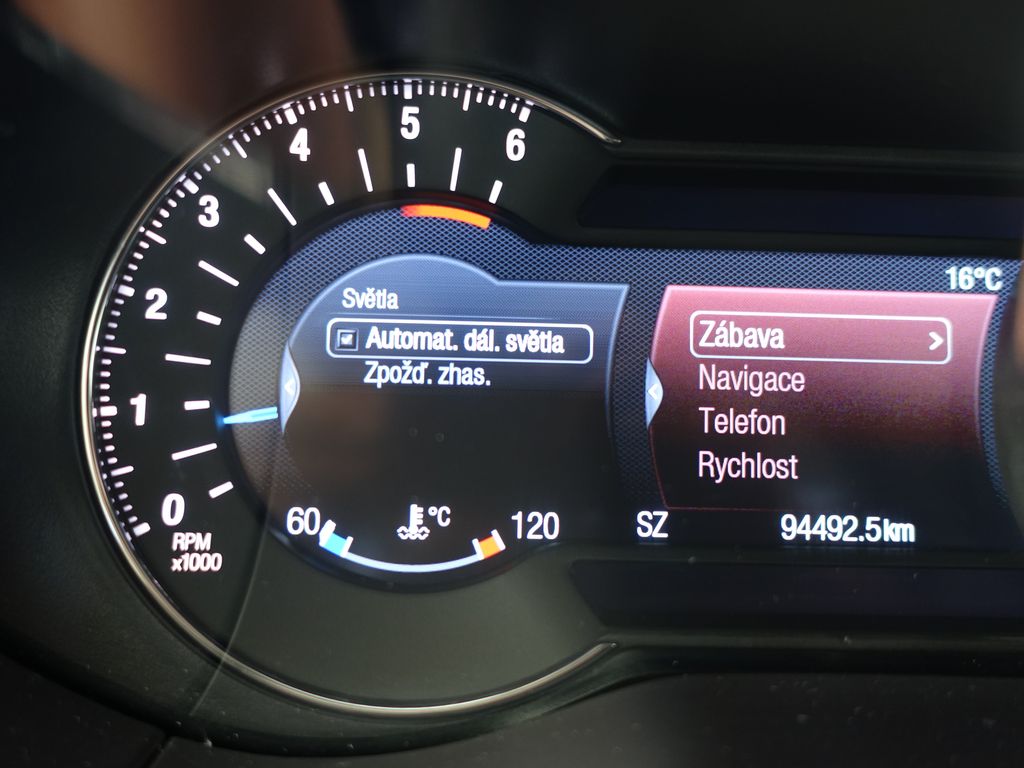 6
5
4
3
2
1
0
RPM
x1000
Světla
Automat. dál. světla
Zpožď. zhas.
60
°C
120
16°C
Zábava
Navigace
Telefon
Rychlost
SZ
94492.5km